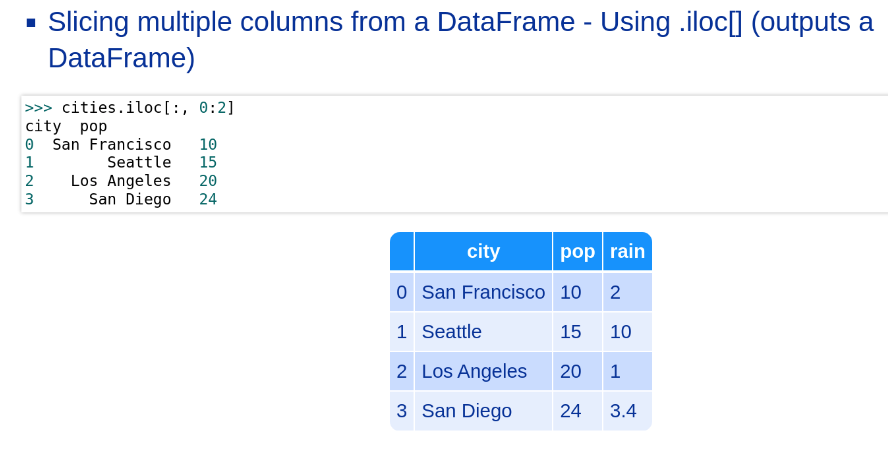 ▪ Slicing multiple columns from a DataFrame - Using .iloc[] (outputs a
DataFrame)
>>> cities.iloc[:, 0:2]
city  pop
0  San Francisco   10
1        Seattle   15
2    Los Angeles   20
3      San Diego   24
city pop rain
0 San Francisco 10 2
1 Seattle 15 10
2 Los Angeles 20 1
3 San Diego 24 3.4